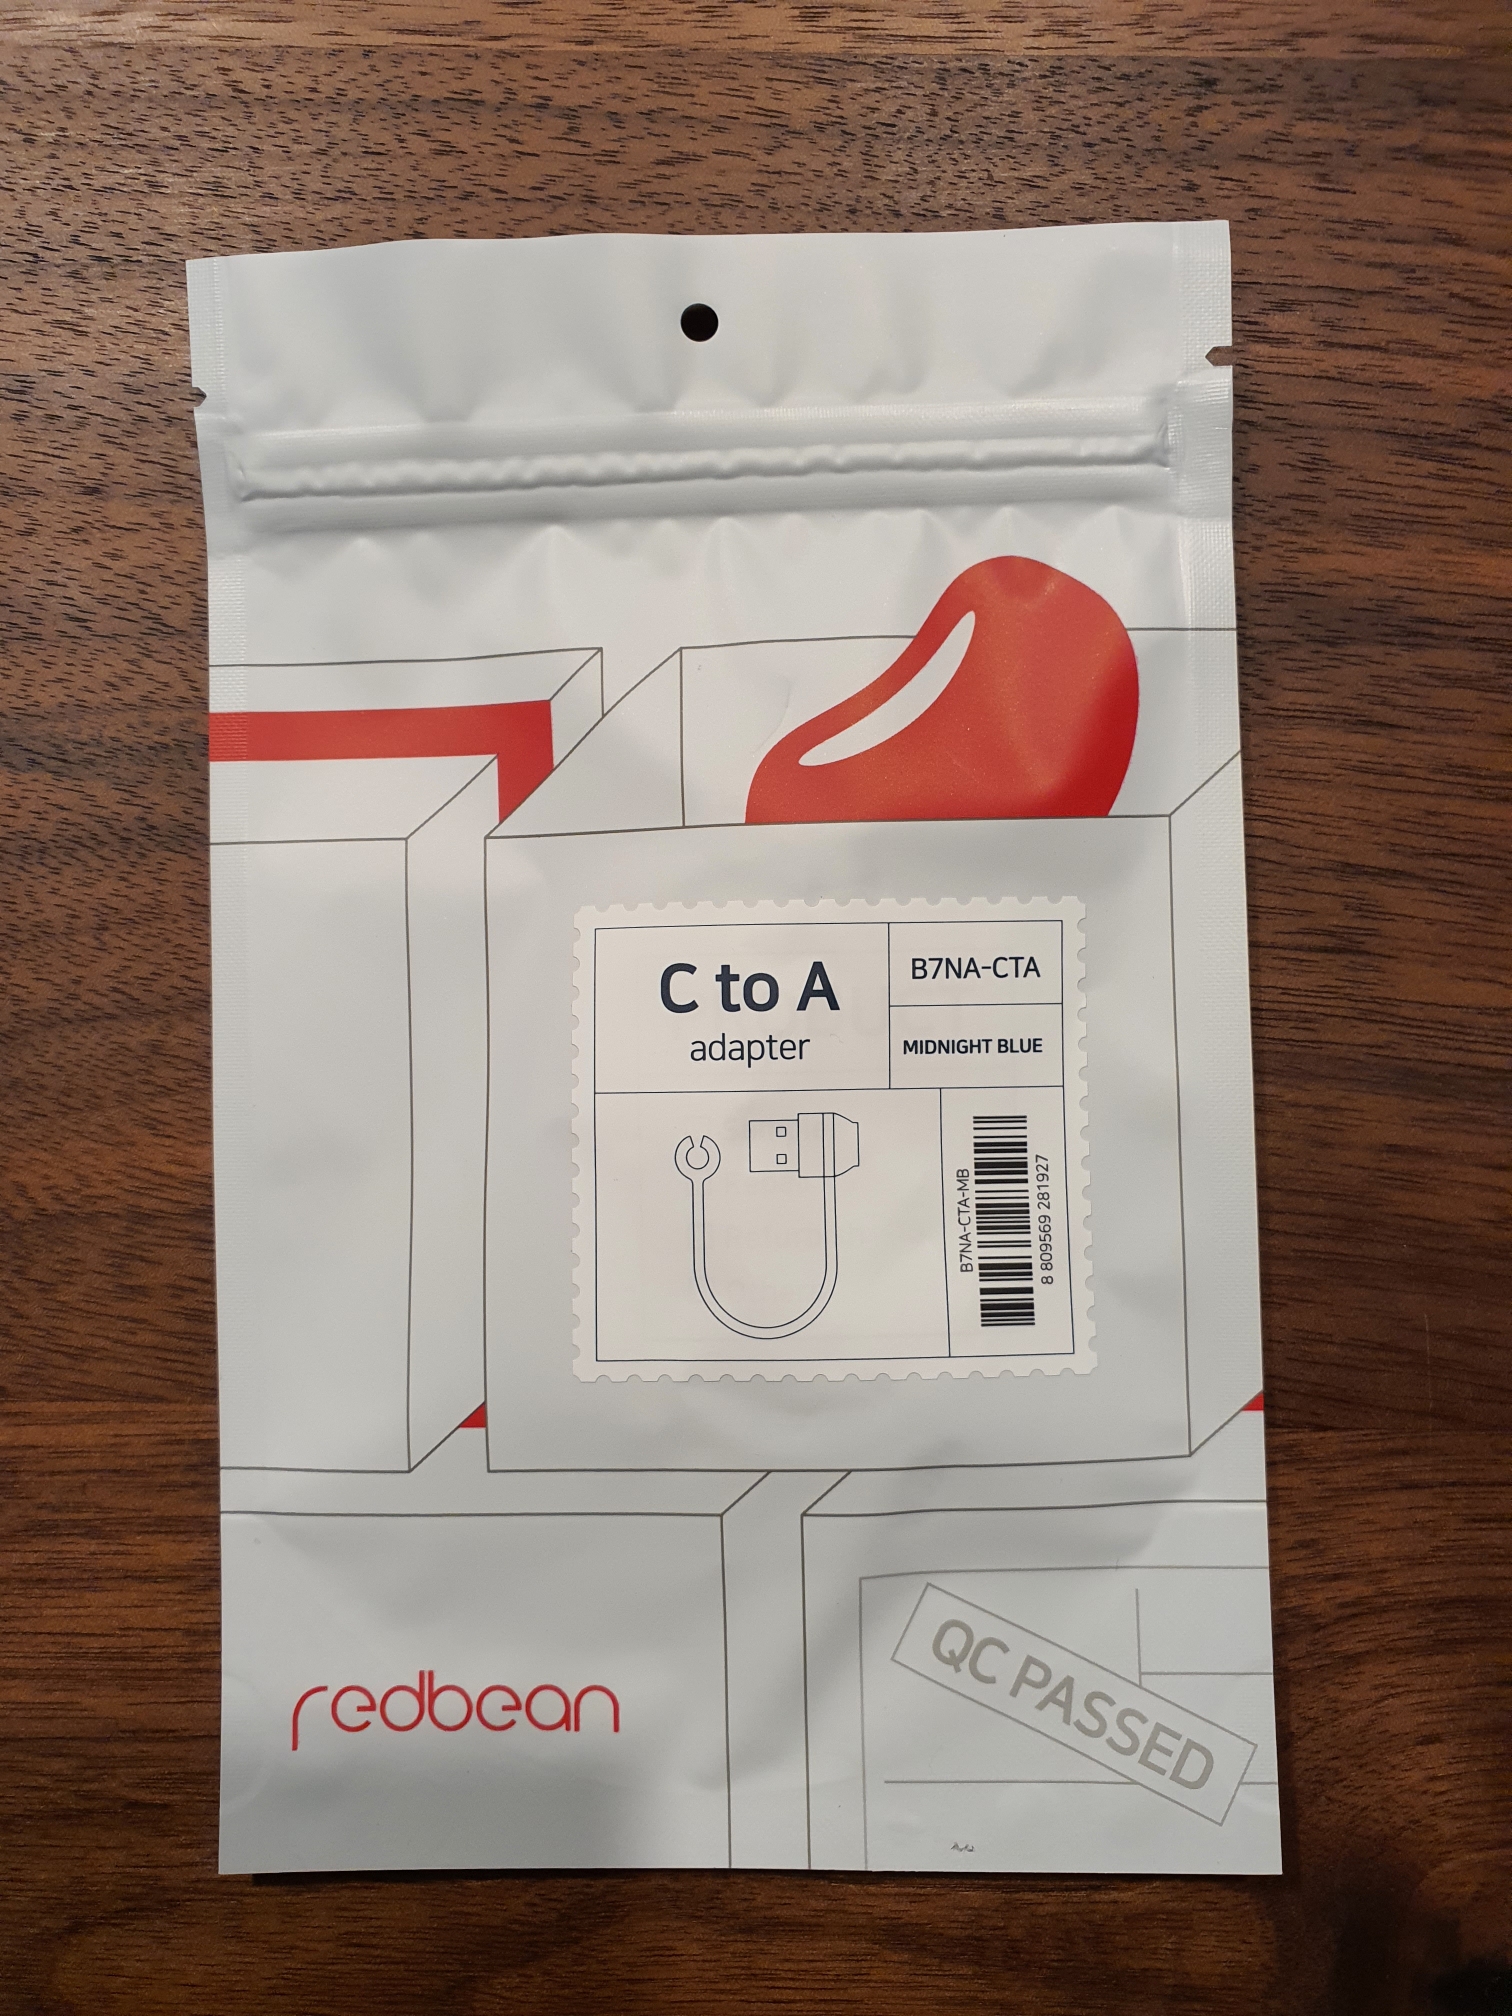 C to A
adapter
B7NA-CTA
MIDNIGHT BLUE
B7NA-CTA-MB
8 809569 281927
redbean
QC PASSED